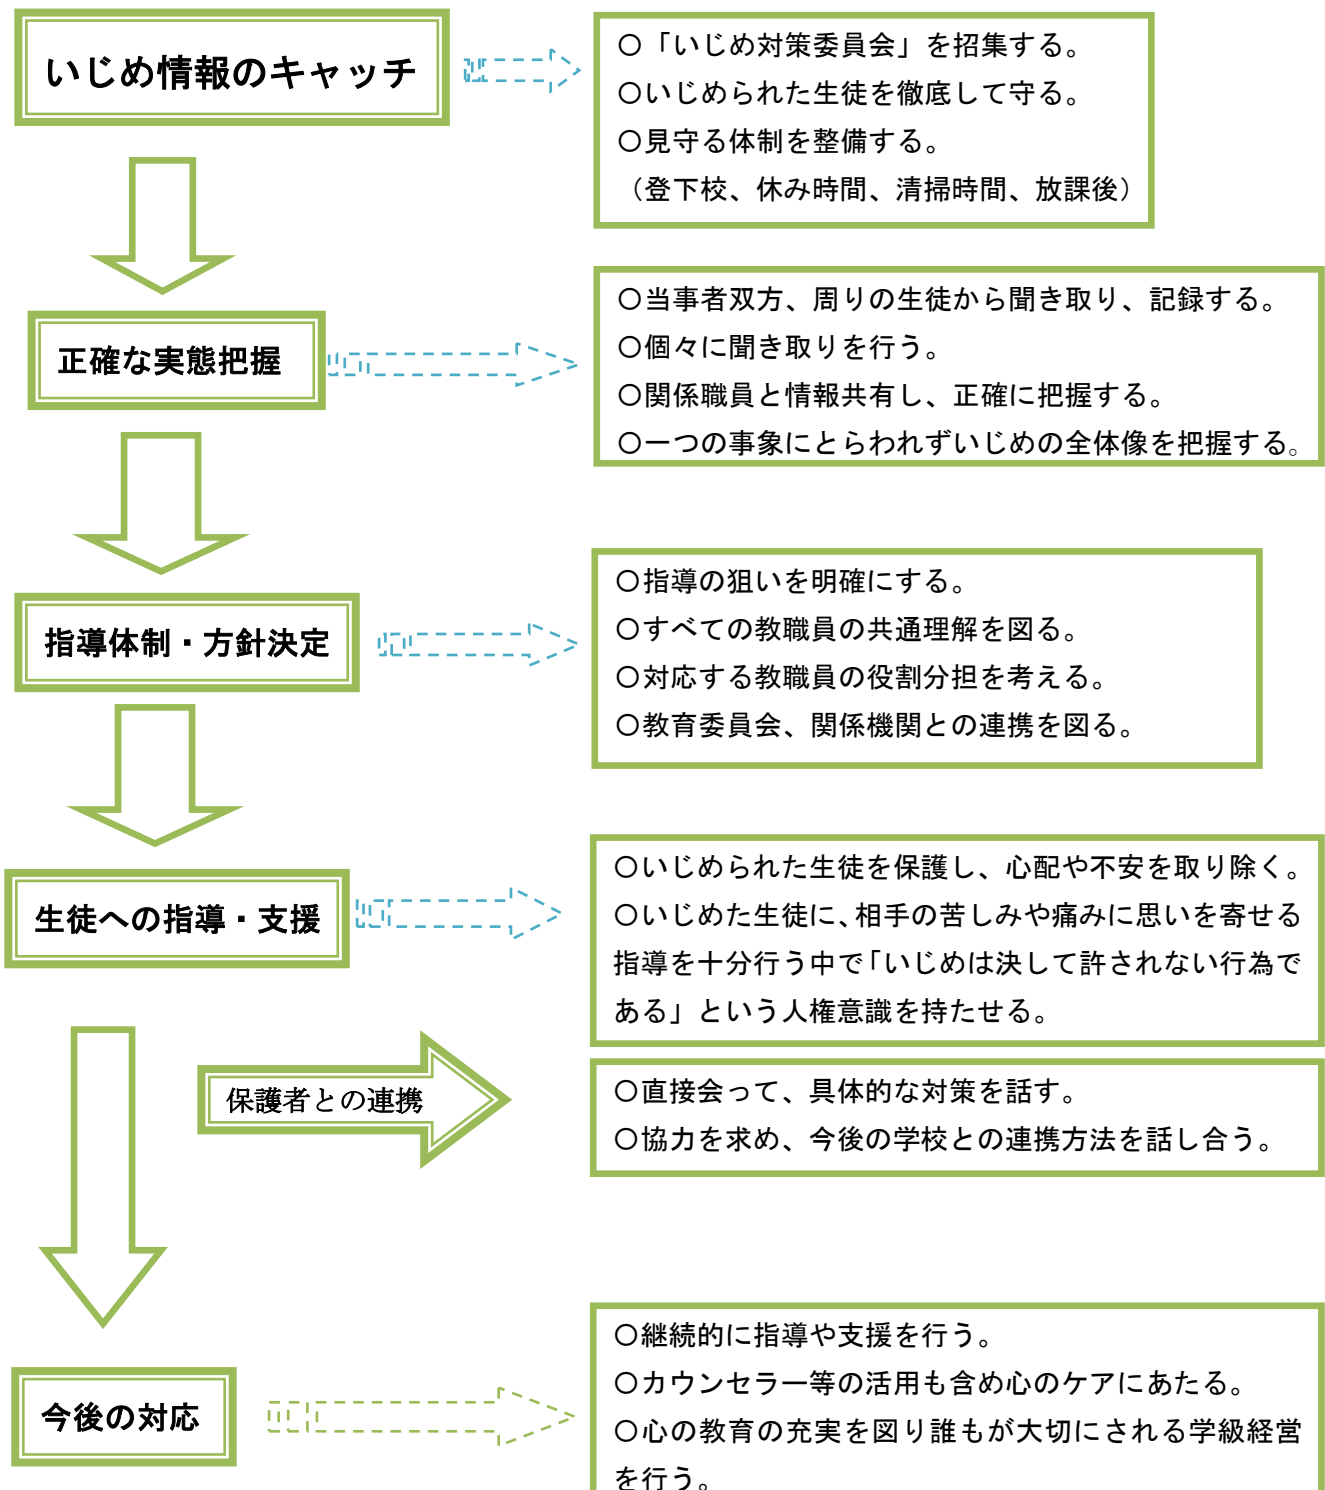 いじめ情報のキャッチ
〇「いじめ対策委員会」を招集する。
〇いじめられた生徒を徹底して守る。
〇見守る体制を整備する。
（登下校、休み時間、清掃時間、放課後）
正確な実態把握
〇当事者双方、周りの生徒から聞き取り、記録する。
〇個々に聞き取りを行う。
〇関係職員と情報共有し、正確に把握する。
〇一つの事象にとらわれずいじめの全体像を把握する。
指導体制・方針決定
〇指導の狙いを明確にする。
〇すべての教職員の共通理解を図る。
〇対応する教職員の役割分担を考える。
〇教育委員会、関係機関との連携を図る。
生徒への指導・支援
〇いじめられた生徒を保護し、心配や不安を取り除く。
〇いじめた生徒に、相手の苦しみや痛みに思いを寄せる
指導を十分行う中で「いじめは決して許されない行為で
ある」という人権意識を持たせる。
保護者との連携
〇直接会って、具体的な対策を話す。
〇協力を求め、今後の学校との連携方法を話し合う。
今後の対応
〇継続的に指導や支援を行う。
〇カウンセラー等の活用も含め心のケアにあたる。
〇心の教育の充実を図り誰もが大切にされる学級経営
を行う。